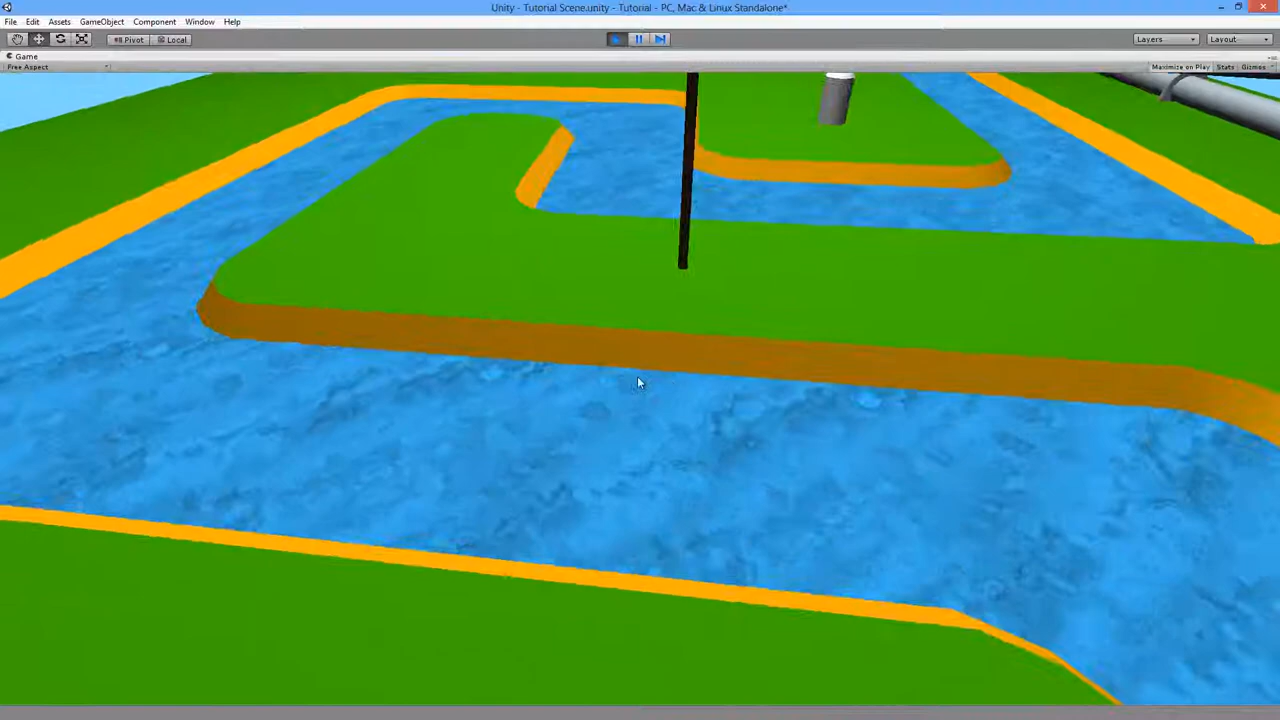 Unity - Tutorial Scene.unity - Tutorial - PC, Mac & Linux Standalone*
File Edit Assets GameObject Component Window Help
Pivot Local Layers Layout
Game
Free Aspect Maximize on Play Stats Gizmos